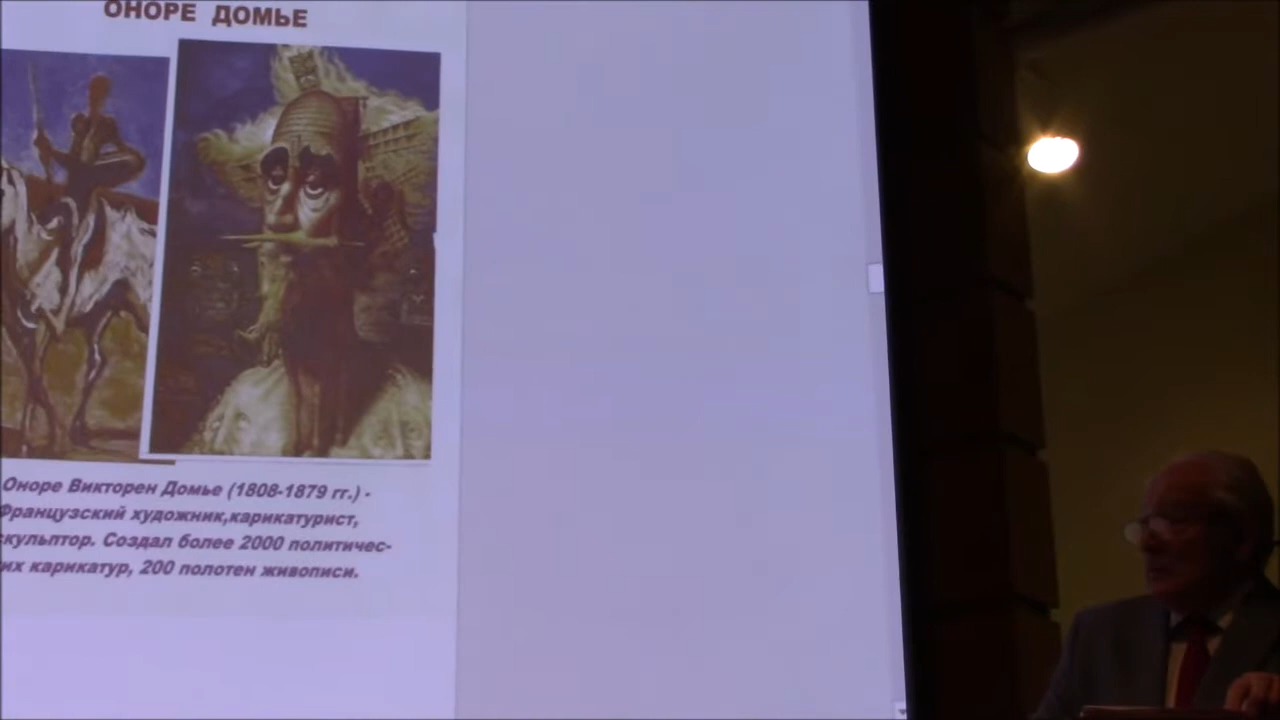 ОНОРЕ ДОМЬЕ
Оноре Викторен Домье (1808-1879 гг.) -
Французский художник,карикатурист,
скульптор. Создал более 2000 политичес-
их карикатур, 200 полотен живописи.